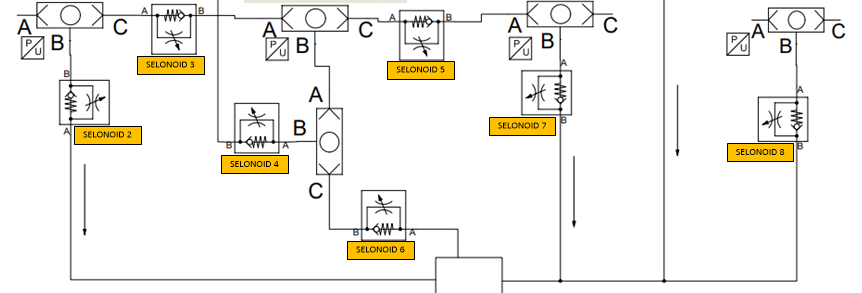 A C A B A C A B A C A C
P U B P U B P U B P U B
SELONOID 3
SELONOID 5
B A A A
A
SELONOID 2
B
SELONOID 7
B
B A
SELONOID 4
SELONOID 8
B
C
B A
SELONOID 6